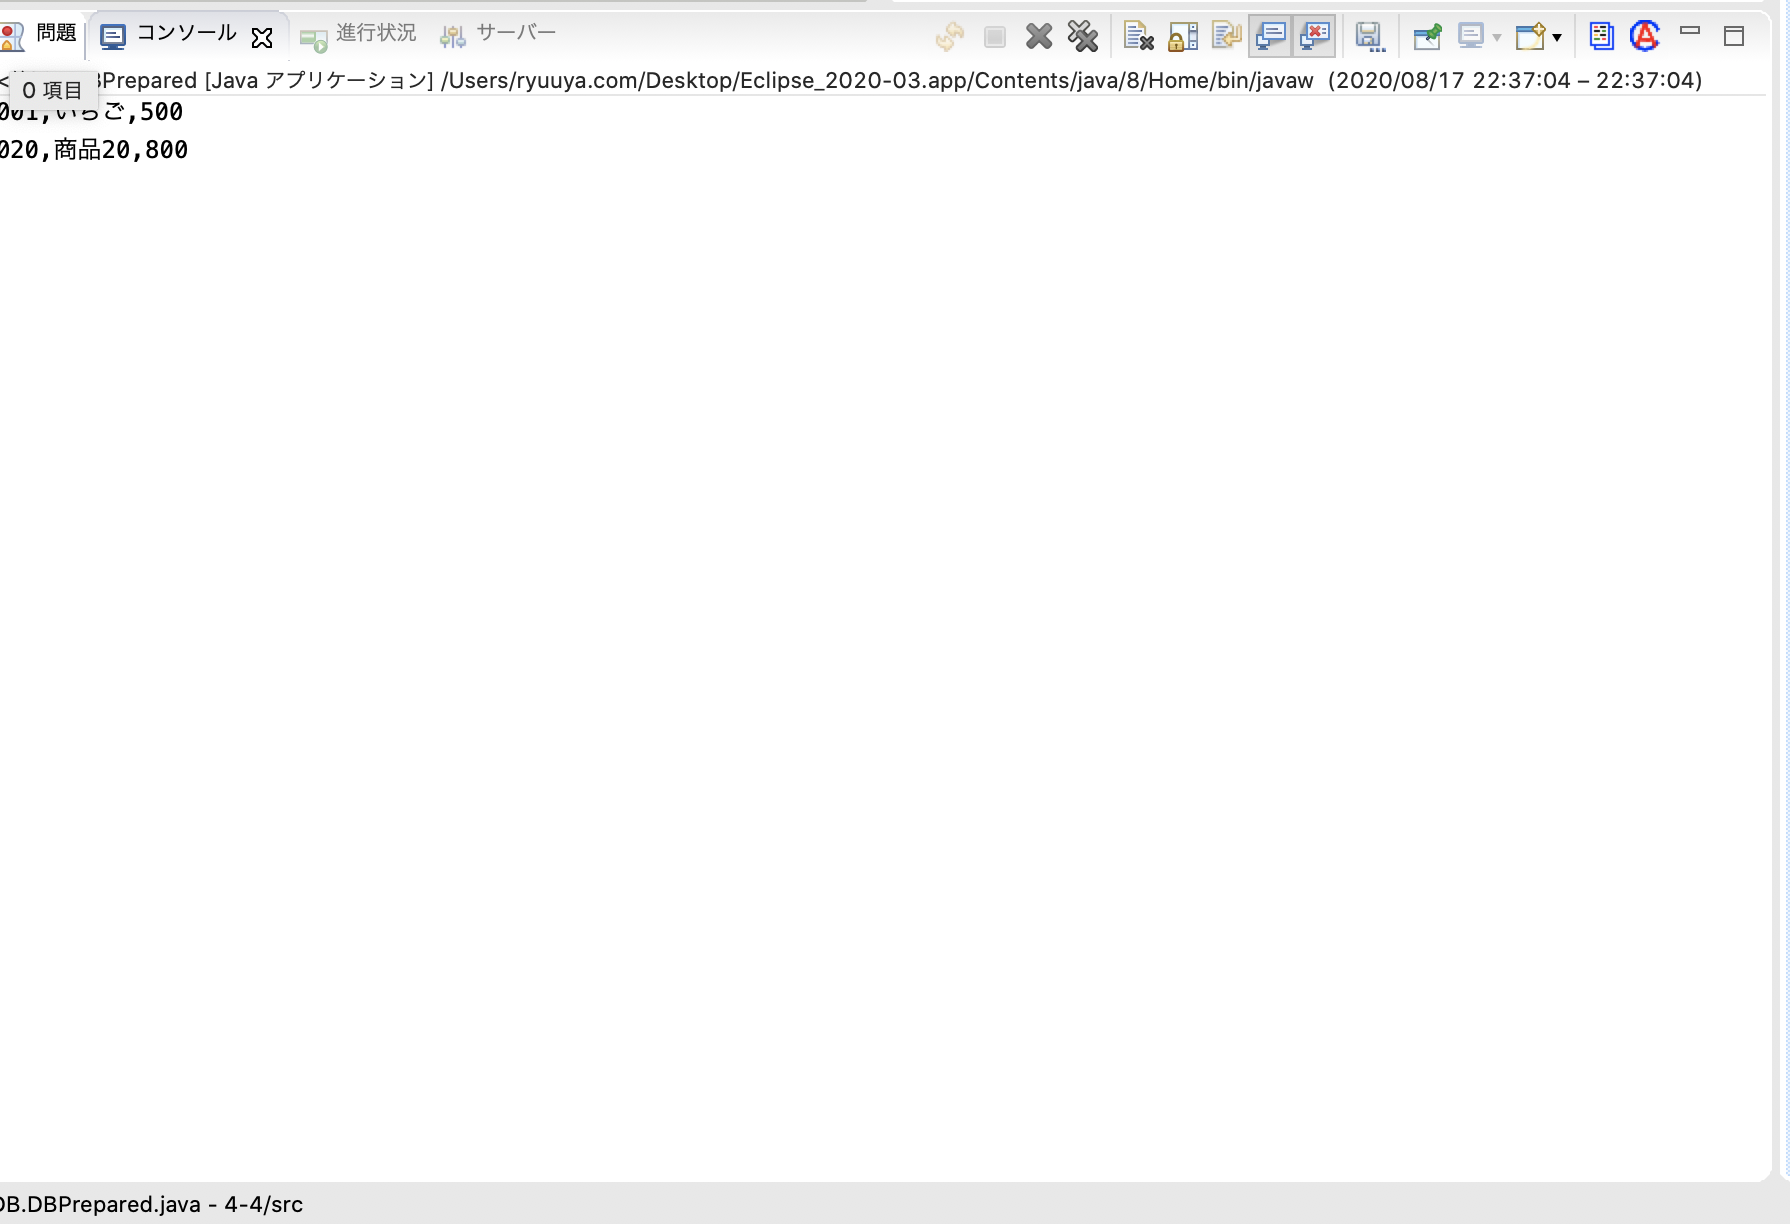 問題 コンソール 進行状況 サーバー
BPrepared [Java アプリケーション] /Users/ryuuya.com/Desktop/Eclipse_2020-03.app/Contents/java/8/Home/bin/javaw (2020/08/17 22:37:04 – 22:37:04)
0 項目
001,いちご,500
020,商品20,800
DB.DBPrepared.java - 4-4/src